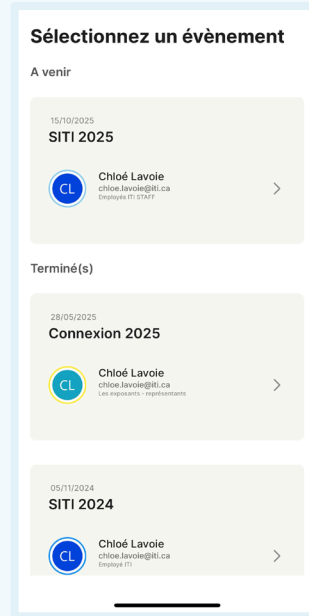 Sélectionnez un évènement
A venir
15/10/2025
SITI 2025
CL
Chloé Lavoie
chloe.lavoie@iti.ca
Employés ITI STAFF
Terminé(s)
28/05/2025
Connexion 2025
CL
Chloé Lavoie
chloe.lavoie@iti.ca
Les exposants - représentants
05/11/2024
SITI 2024
CL
Chloé Lavoie
chloe.lavoie@iti.ca
Employé ITI